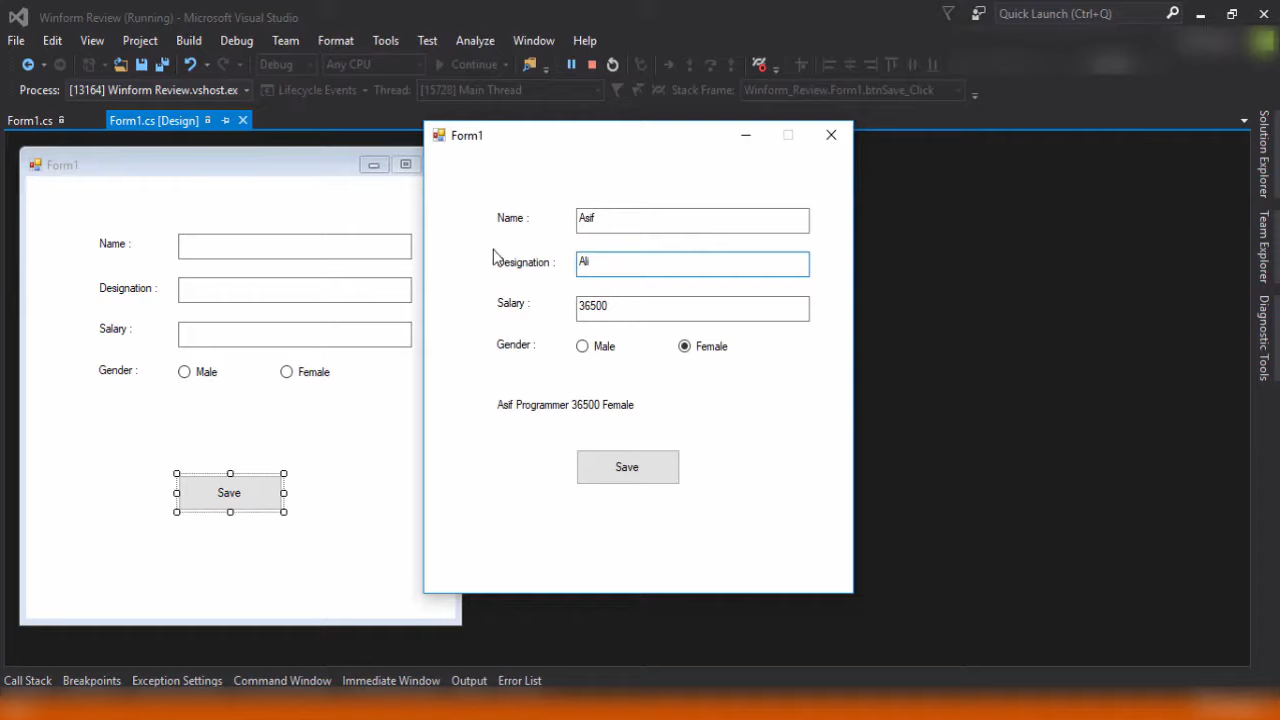 Winform Review (Running) - Microsoft Visual Studio
Quick Launch (Ctrl+Q)
File Edit View Project Build Debug Team Format Tools Test Analyze Window Help
Debug Any CPU Continue
Process: [13164] Winform Review.vshost.ex Lifecycle Events Thread: [15728] Main Thread Stack Frame: Winform_Review.Form1.btnSave_Click
Form1.cs Form1.cs [Design]
Form1
Name :
Designation :
Salary :
Gender : Male Female
Save
Form1
Name : Asif
Designation : Ali
Salary : 36500
Gender : Male Female
Asif Programmer 36500 Female
Save
Solution Explorer
Diagnostic Tools
Call Stack Breakpoints Exception Settings Command Window Immediate Window Output Error List